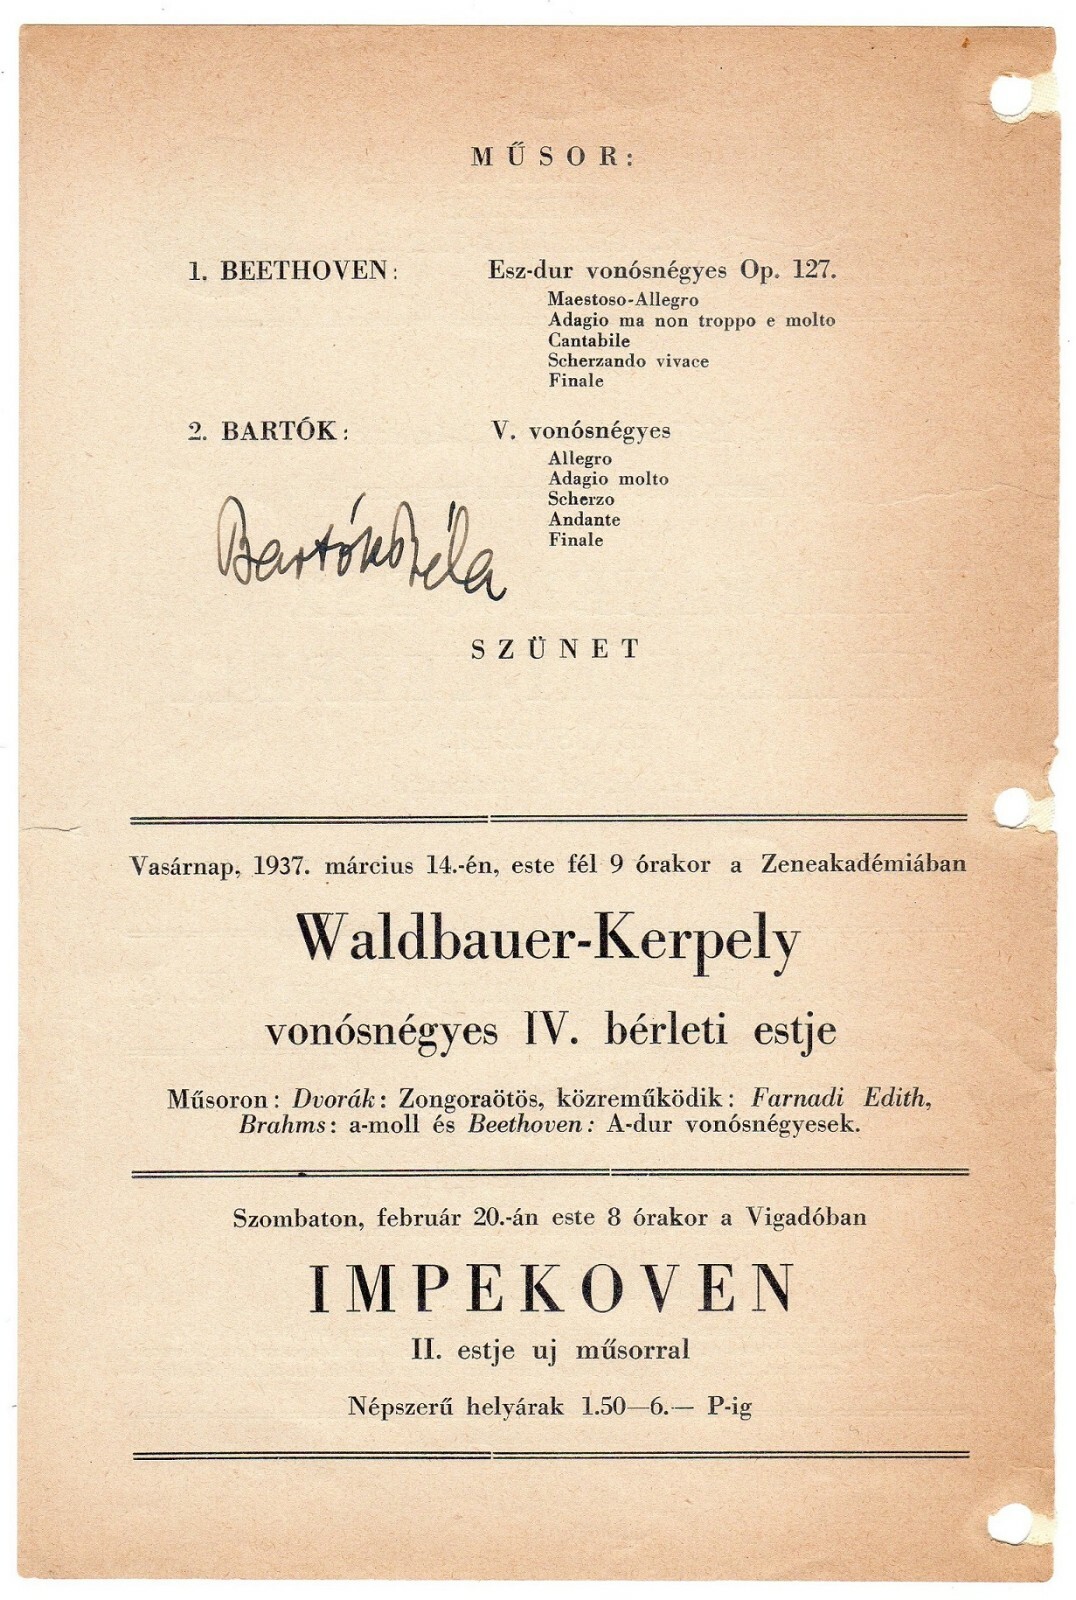 MŰSOR:
1. BEETHOVEN: Esz-dur vonósnégyes Op. 127.
Maestoso-Allegro
Adagio ma non troppo e molto
Cantabile
Scherzando vivace
Finale
2. BARTÓK: V. vonósnégyes
Allegro
Adagio molto
Scherzo
Andante
Finale
Bartók Béla
SZÜNET
Vasárnap, 1937. március 14.-én, este fél 9 órakor a Zeneakadémiában
Waldbauer-Kerpely
vonósnégyes IV. bérleti estje
Műsoron: Dvorák: Zongoraötös, közreműködik: Farnadi Edith,
Brahms: a-moll és Beethoven: A-dur vonósnégyesek.
Szombaton, február 20.-án este 8 órakor a Vigadóban
IMPEKOVEN
II. estje uj műsorral
Népszerű helyárak 1.50—6.— P-ig